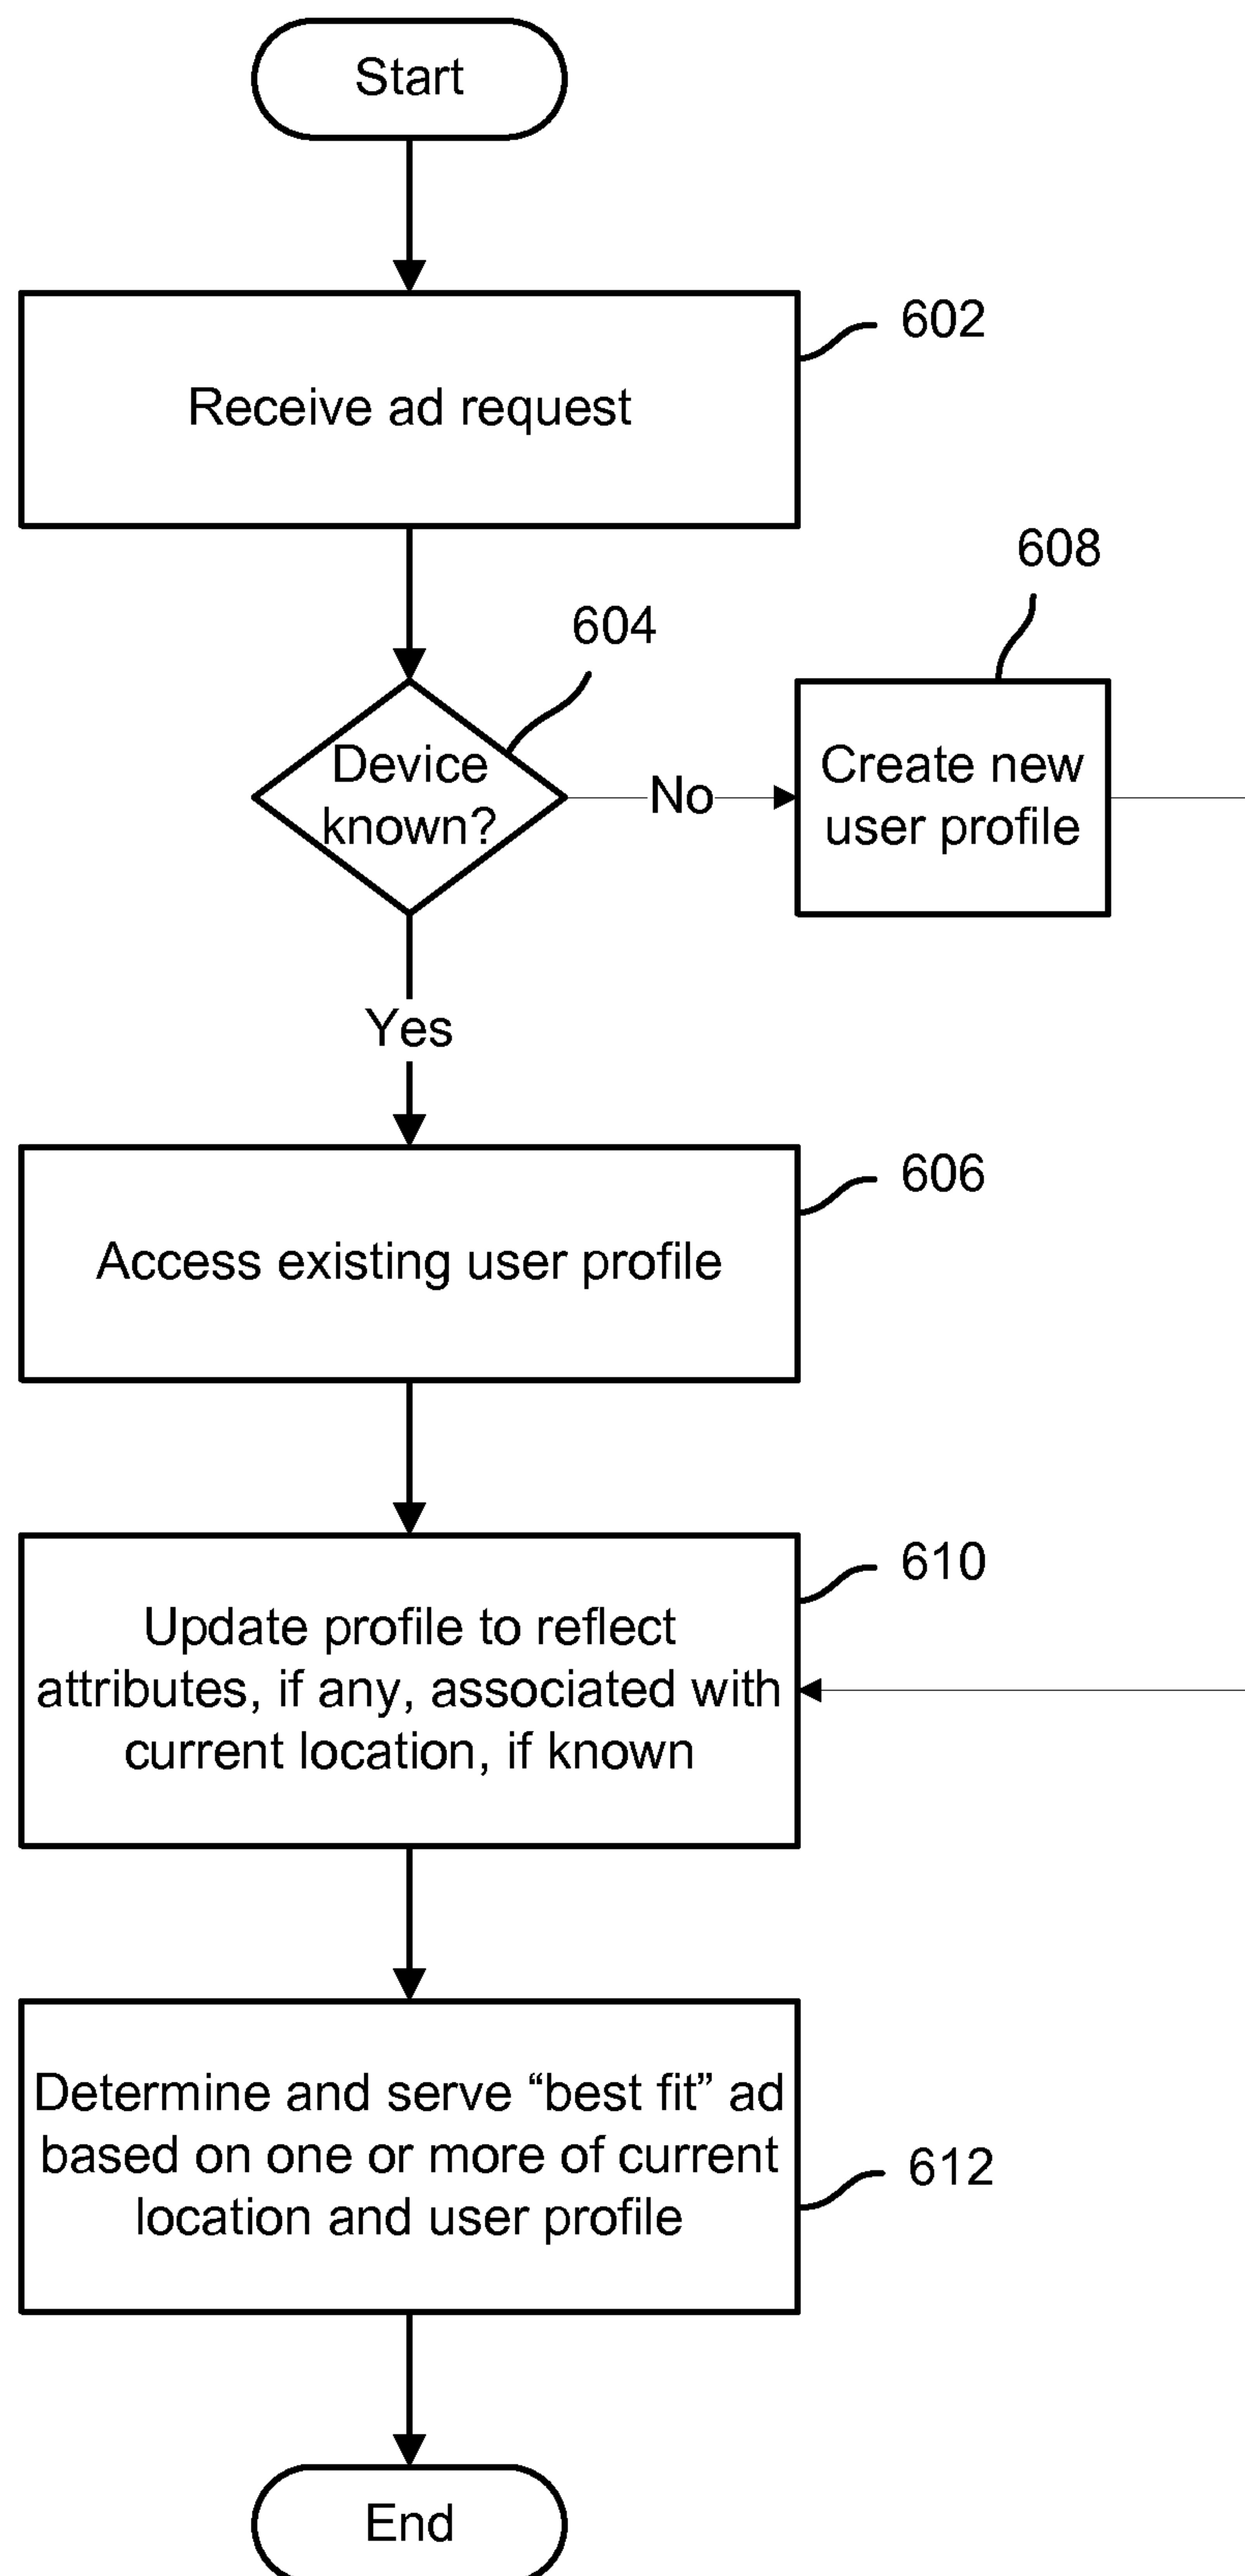 Start
602
Receive ad request
608
604
Device
known?
No
Create new
user profile
Yes
606
Access existing user profile
610
Update profile to reflect
attributes, if any, associated with
current location, if known
Determine and serve “best fit” ad
based on one or more of current
location and user profile
612
End